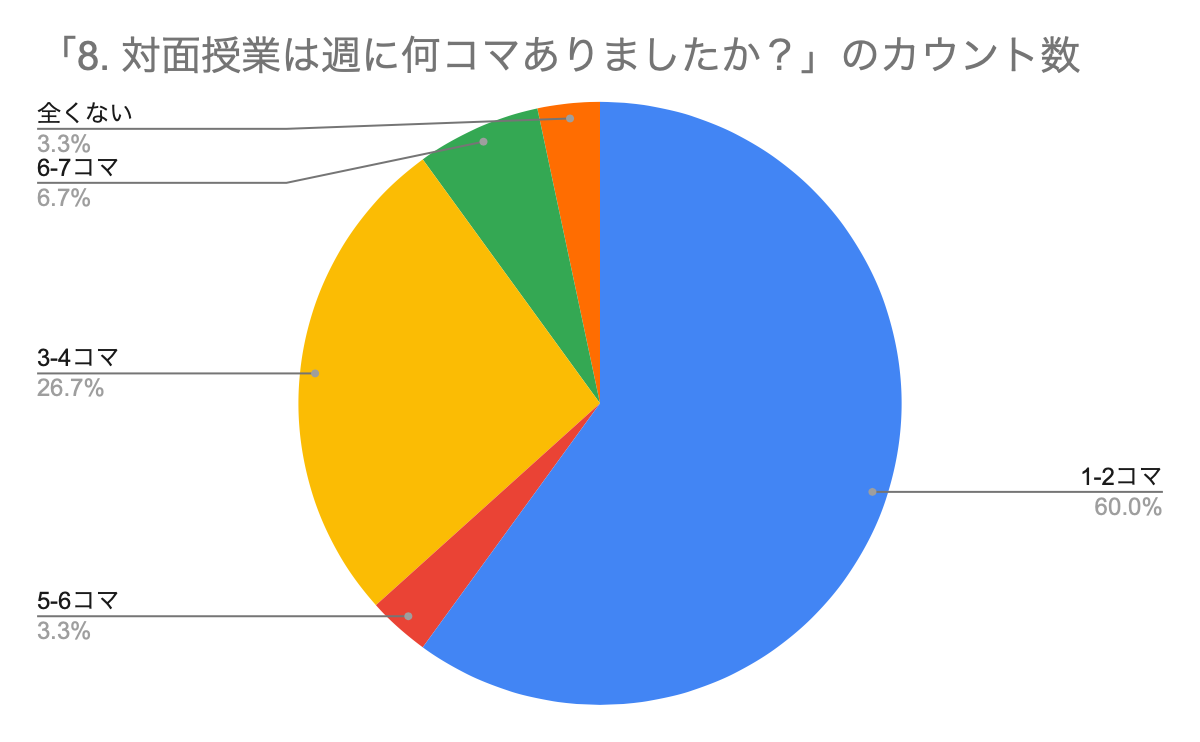 「8. 対面授業は週に何コマありましたか？」のカウント数
全くない
3.3%
6-7コマ
6.7%
3-4コマ
26.7%
1-2コマ
60.0%
5-6コマ
3.3%